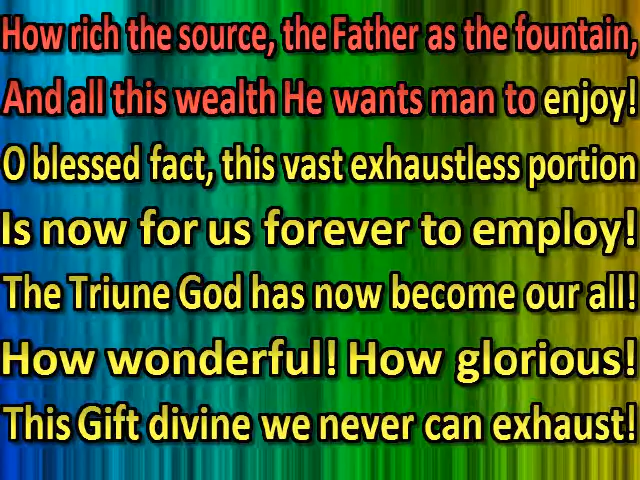 How rich the source, the Father as the fountain,
And all this wealth He wants man to enjoy!
O blessed fact, this vast exhaustless portion
Is now for us forever to employ!
The Triune God has now become our all!
How wonderful! How glorious!
This Gift divine we never can exhaust!